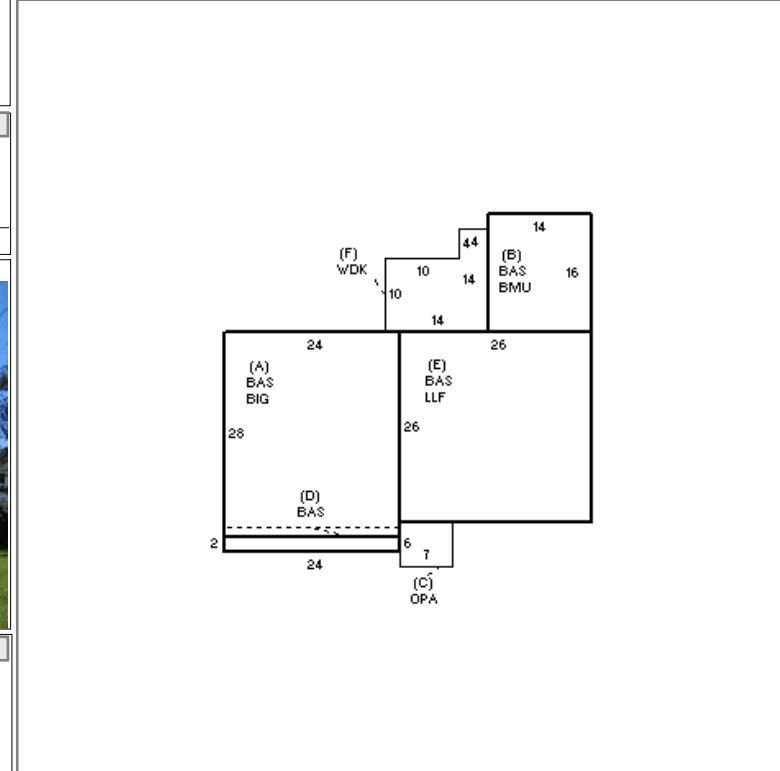 14
44
(F)
WDK
(B)
BAS
BMU
10
14
16
10
14
24
26
(A)
BAS
BIG
(E)
BAS
LLF
28
26
(D)
BAS
2
6
7
24
(C)
OPA